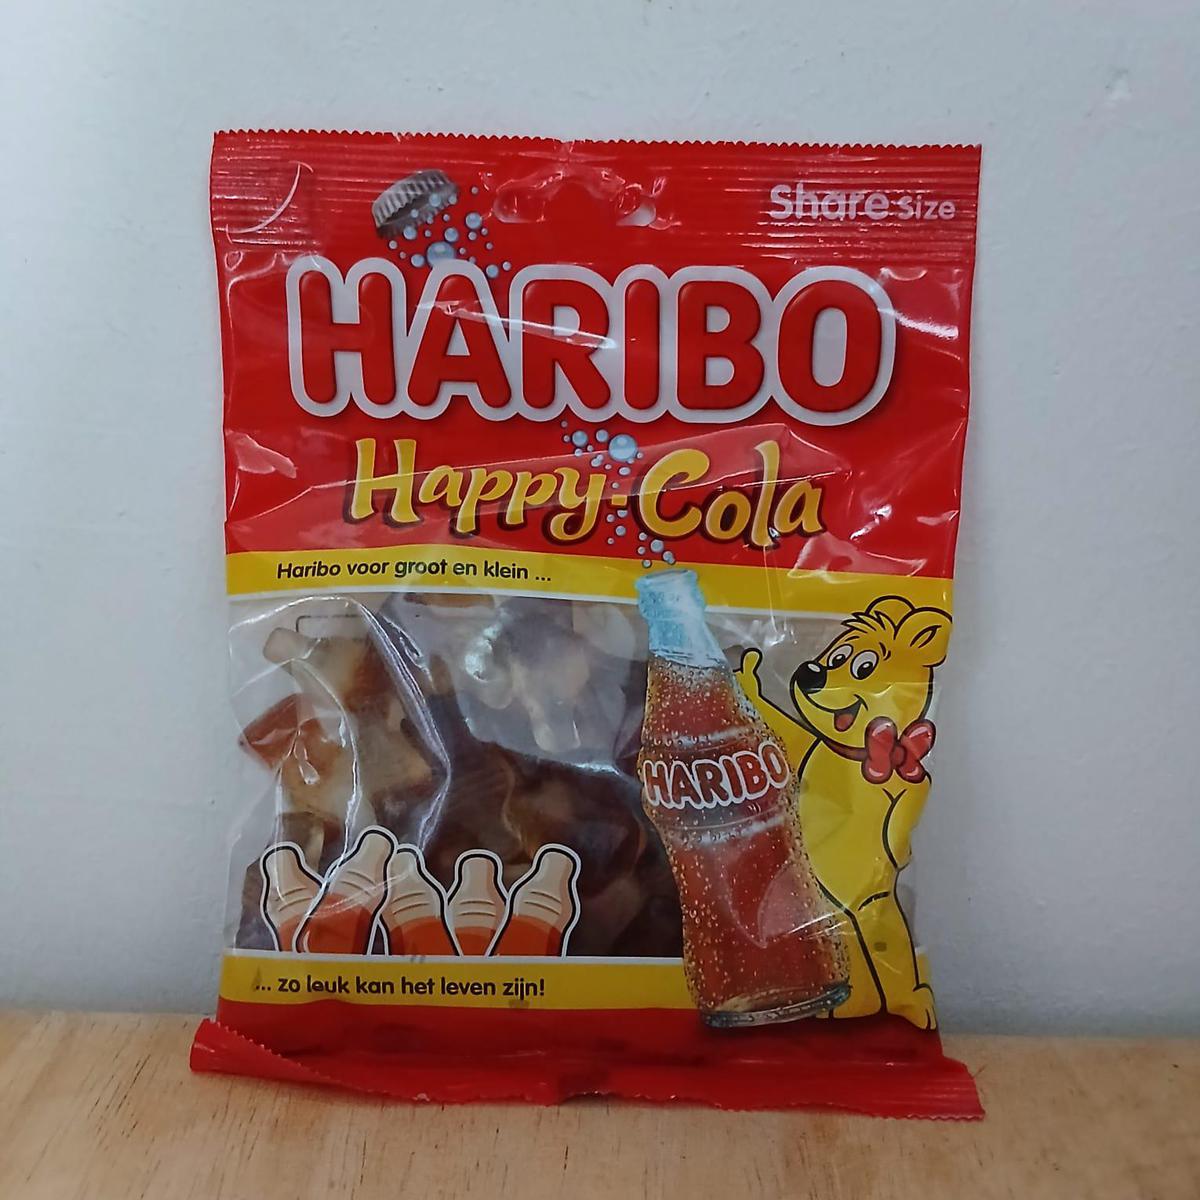 Share Size
HARIBO
Happy-Cola
Haribo voor groot en klein ...
HARIBO
... zo leuk kan het leven zijn!